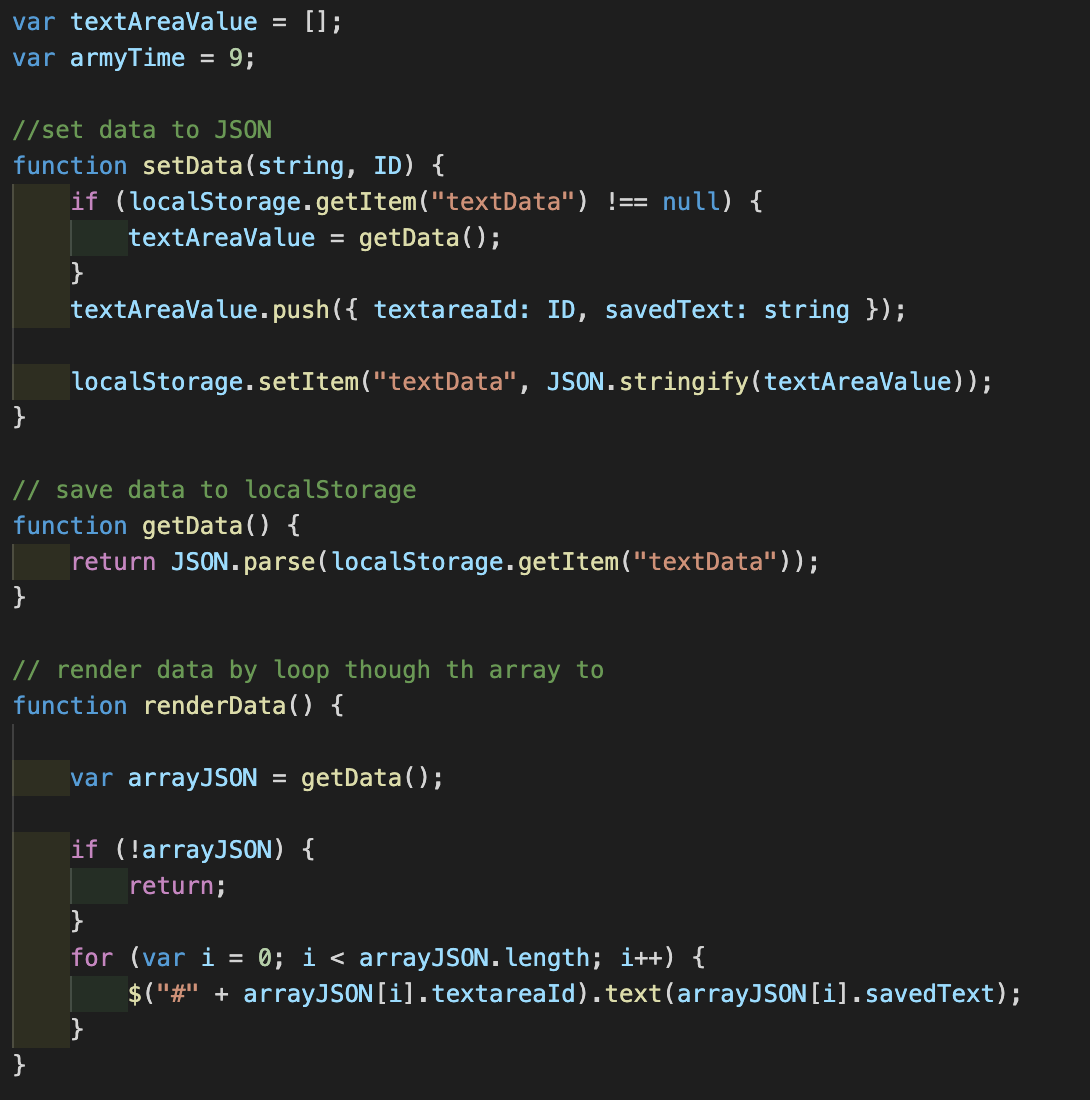 var textAreaValue = [];
var armyTime = 9;
//set data to JSON
function setData(string, ID) {
if (localStorage.getItem("textData") !== null) {
textAreaValue = getData();
}
textAreaValue.push({ textareaId: ID, savedText: string });
localStorage.setItem("textData", JSON.stringify(textAreaValue));
}
// save data to localStorage
function getData() {
return JSON.parse(localStorage.getItem("textData"));
}
// render data by loop though th array to
function renderData() {
var arrayJSON = getData();
if (!arrayJSON) {
return;
}
for (var i = 0; i < arrayJSON.length; i++) {
$("#" + arrayJSON[i].textareaId).text(arrayJSON[i].savedText);
}
}